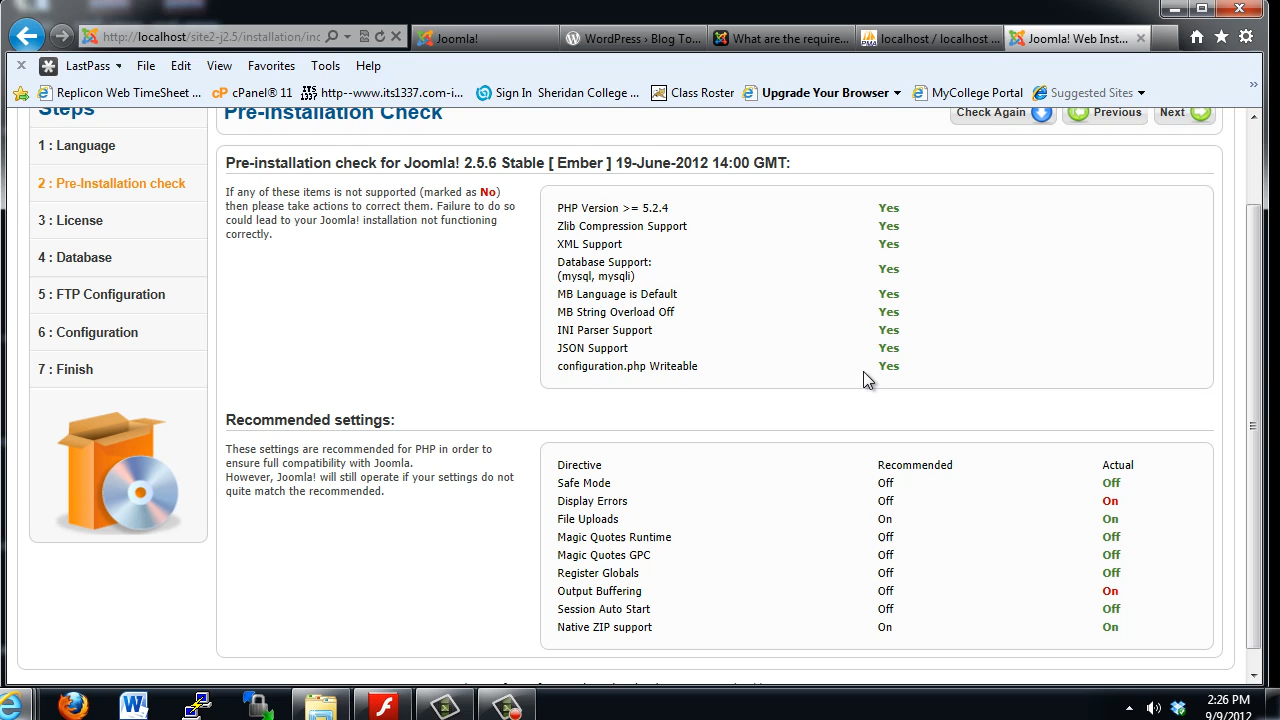 http://localhost/site2-j2.5/installation/inc
Joomla!
WordPress › Blog To...
What are the require...
localhost / localhost ...
Joomla! Web Inst...
LastPass File Edit View Favorites Tools Help
Replicon Web TimeSheet ...
cPanel® 11
http--www.its1337.com-i...
Sign In Sheridan College ...
Class Roster
Upgrade Your Browser
MyCollege Portal
Suggested Sites
Steps
1 : Language
2 : Pre-Installation check
3 : License
4 : Database
5 : FTP Configuration
6 : Configuration
7 : Finish
Pre-Installation Check
Check Again Previous Next
Pre-installation check for Joomla! 2.5.6 Stable [ Ember ] 19-June-2012 14:00 GMT:
If any of these items is not supported (marked as No)
then please take actions to correct them. Failure to do so
could lead to your Joomla! installation not functioning
correctly.
PHP Version >= 5.2.4 Yes
Zlib Compression Support Yes
XML Support Yes
Database Support:
(mysql, mysqli) Yes
MB Language is Default Yes
MB String Overload Off Yes
INI Parser Support Yes
JSON Support Yes
configuration.php Writeable Yes
Recommended settings:
These settings are recommended for PHP in order to
ensure full compatibility with Joomla.
However, Joomla! will still operate if your settings do not
quite match the recommended.
Directive Recommended Actual
Safe Mode Off Off
Display Errors Off On
File Uploads On On
Magic Quotes Runtime Off Off
Magic Quotes GPC Off Off
Register Globals Off Off
Output Buffering Off On
Session Auto Start Off Off
Native ZIP support On On
2:26 PM
9/9/2012